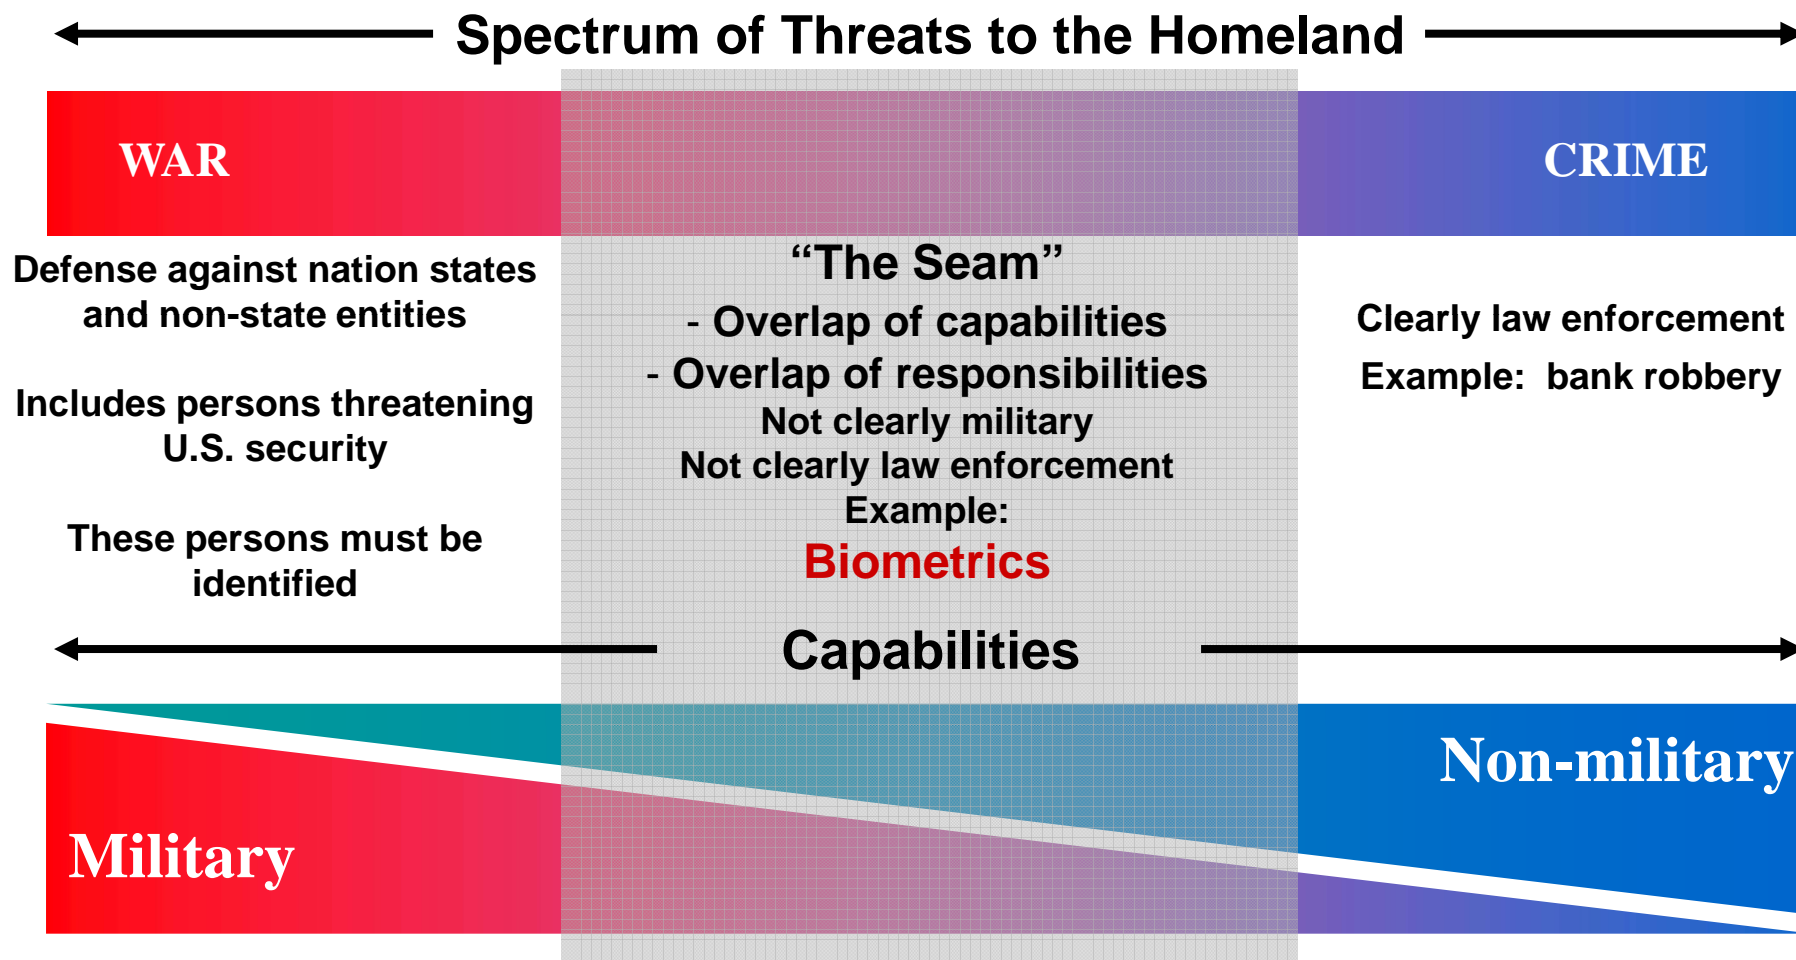 Spectrum of Threats to the Homeland
WAR
CRIME
Defense against nation states
and non-state entities
Includes persons threatening
U.S. security
These persons must be
identified
“The Seam”
- Overlap of capabilities
- Overlap of responsibilities
Not clearly military
Not clearly law enforcement
Example:
Biometrics
Clearly law enforcement
Example: bank robbery
Capabilities
Non-military
Military